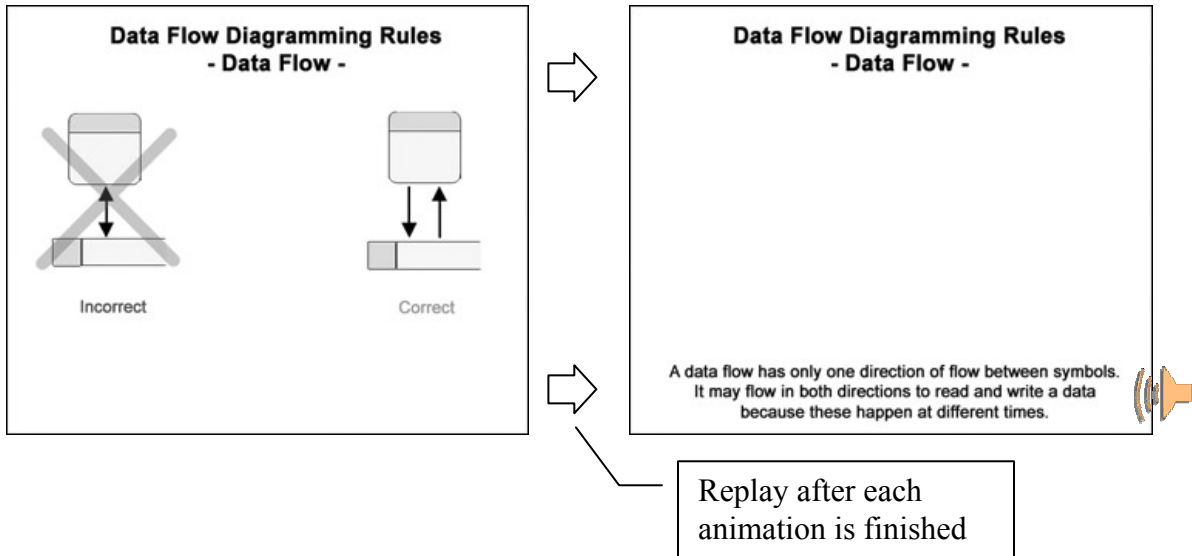 Data Flow Diagramming Rules
- Data Flow -
Incorrect
Correct
Data Flow Diagramming Rules
- Data Flow -
A data flow has only one direction of flow between symbols.
It may flow in both directions to read and write a data
because these happen at different times.
Replay after each
animation is finished